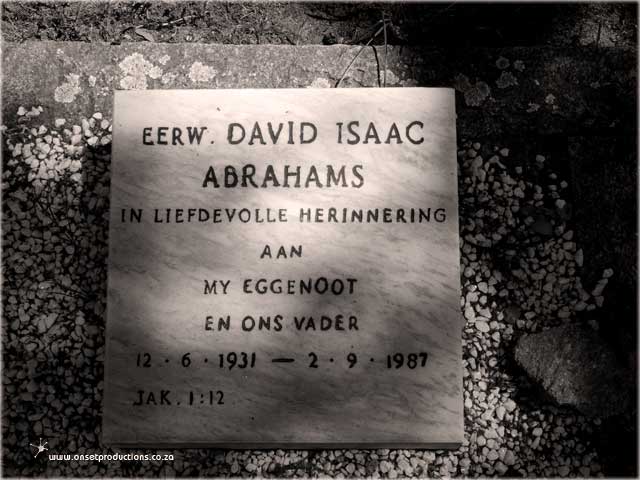 EERW. DAVID ISAAC
ABRAHAMS
IN LIEFDEVOLLE HERINNERING
AAN
MY EGGENOOT
EN ONS VADER
12 · 6 · 1931 — 2 · 9 · 1987
JAK. 1:12
www.onsetproductions.co.za